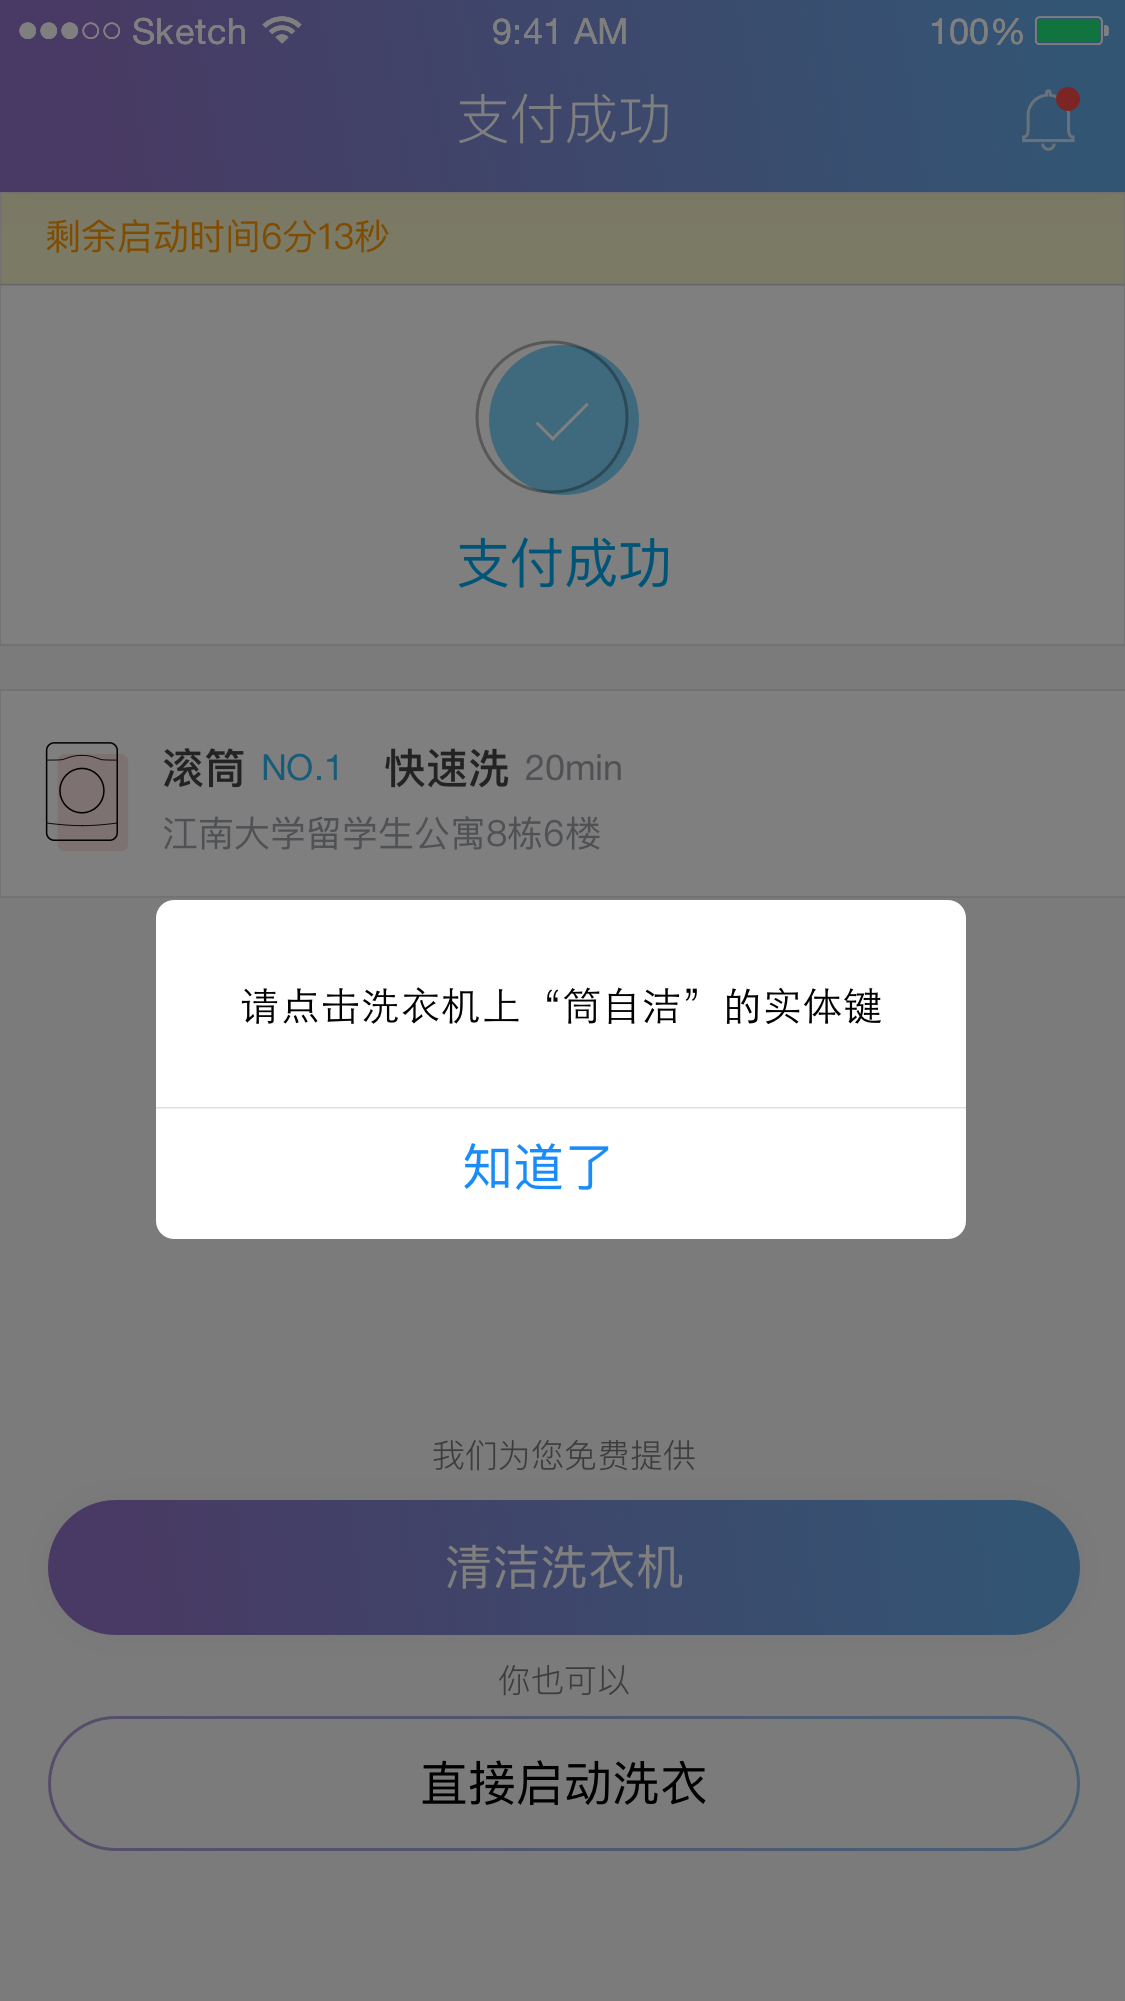 Sketch 9:41 AM 100%
支付成功
剩余启动时间6分13秒
支付成功
滚筒 NO.1 快速洗 20min
江南大学留学生公寓8栋6楼
请点击洗衣机上“筒自洁”的实体键
知道了
我们为您免费提供
清洁洗衣机
你也可以
直接启动洗衣